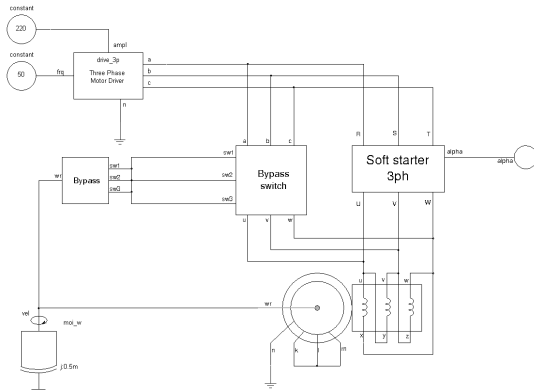 constant
220
ampl
constant
50
frq
drive_3p
Three Phase
Motor Driver
a
b
c
n
a
b
c
R
S
T
sw1
sw2
sw3
Bypass
switch
Soft starter
3ph
alpha
alpha
wr
Bypass
sw1
sw2
sw3
u
v
w
U
V
W
vel
moi_w
j:0.5m
wr
n
k
l
m
u
v
w
x
y
z